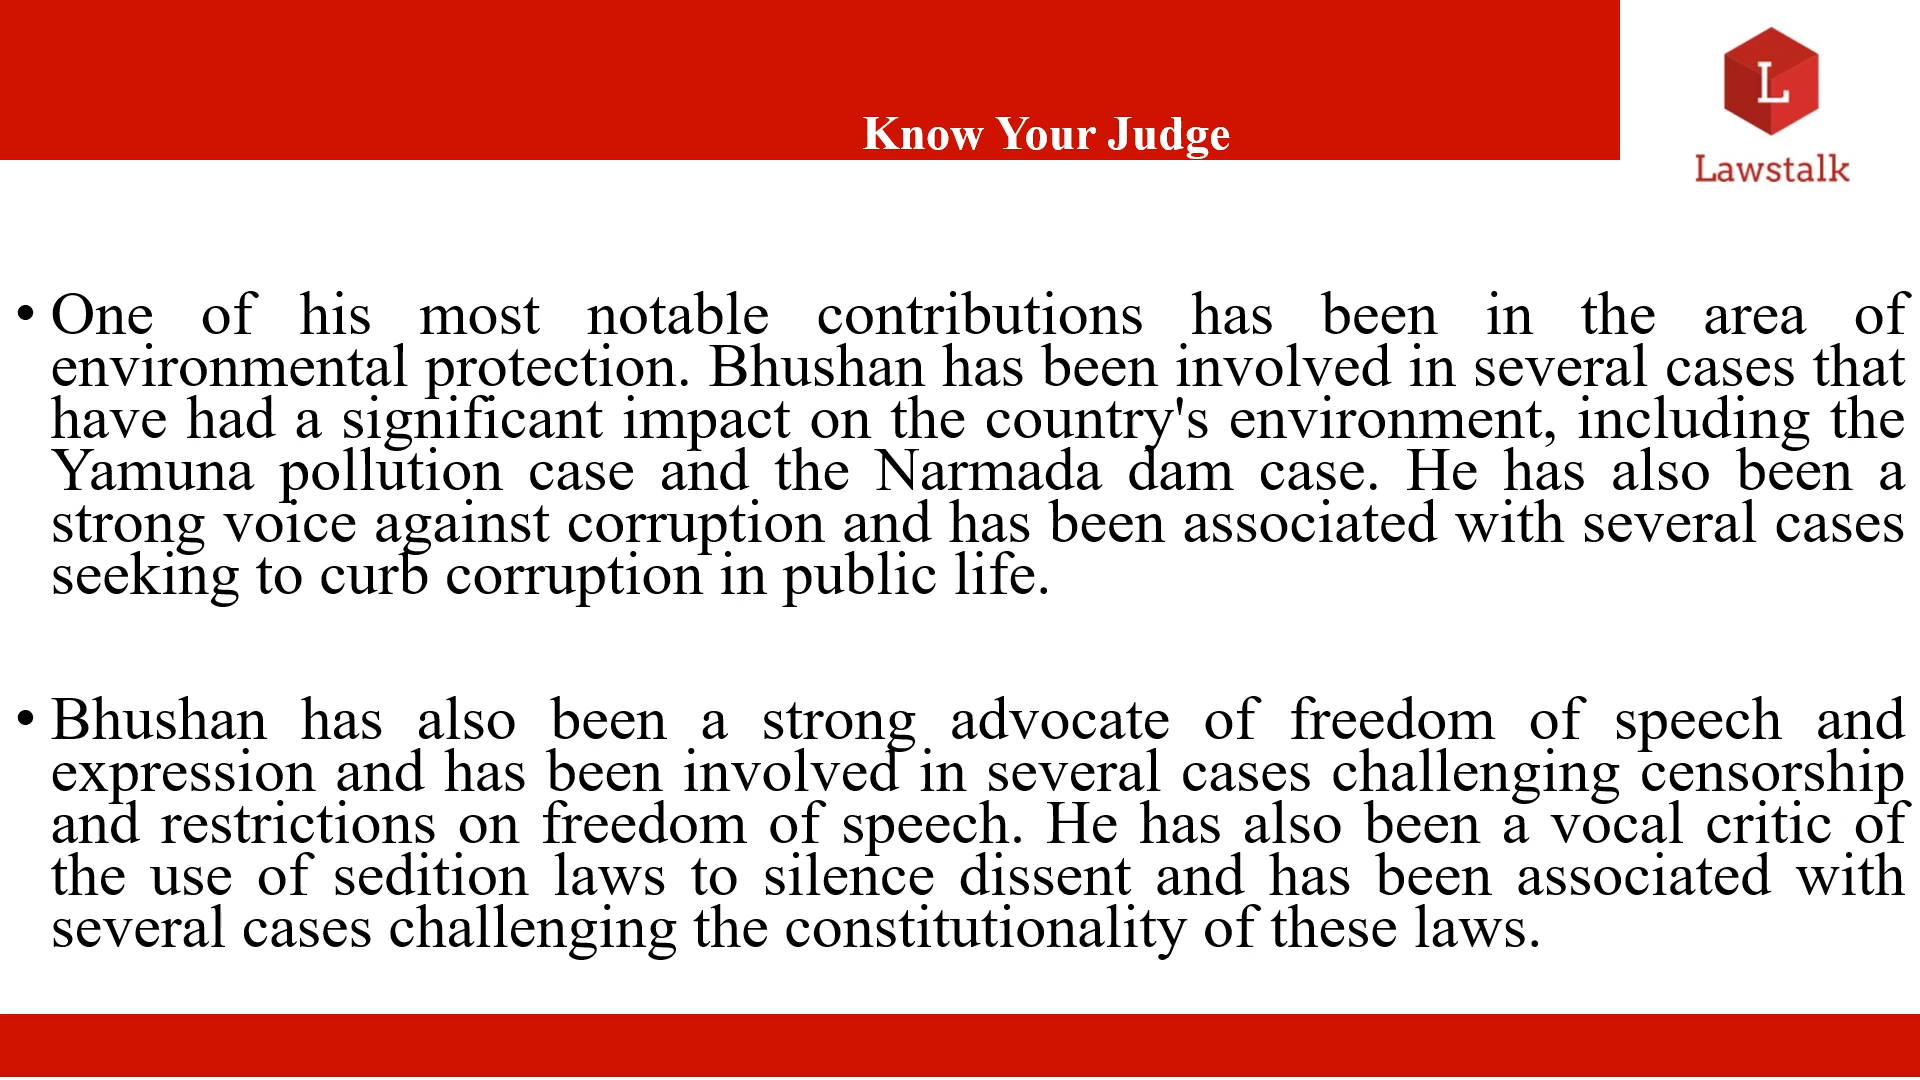 Know Your Judge
L
Lawstalk
• One of his most notable contributions has been in the area of
environmental protection. Bhushan has been involved in several cases that
have had a significant impact on the country's environment, including the
Yamuna pollution case and the Narmada dam case. He has also been a
strong voice against corruption and has been associated with several cases
seeking to curb corruption in public life.
• Bhushan has also been a strong advocate of freedom of speech and
expression and has been involved in several cases challenging censorship
and restrictions on freedom of speech. He has also been a vocal critic of
the use of sedition laws to silence dissent and has been associated with
several cases challenging the constitutionality of these laws.